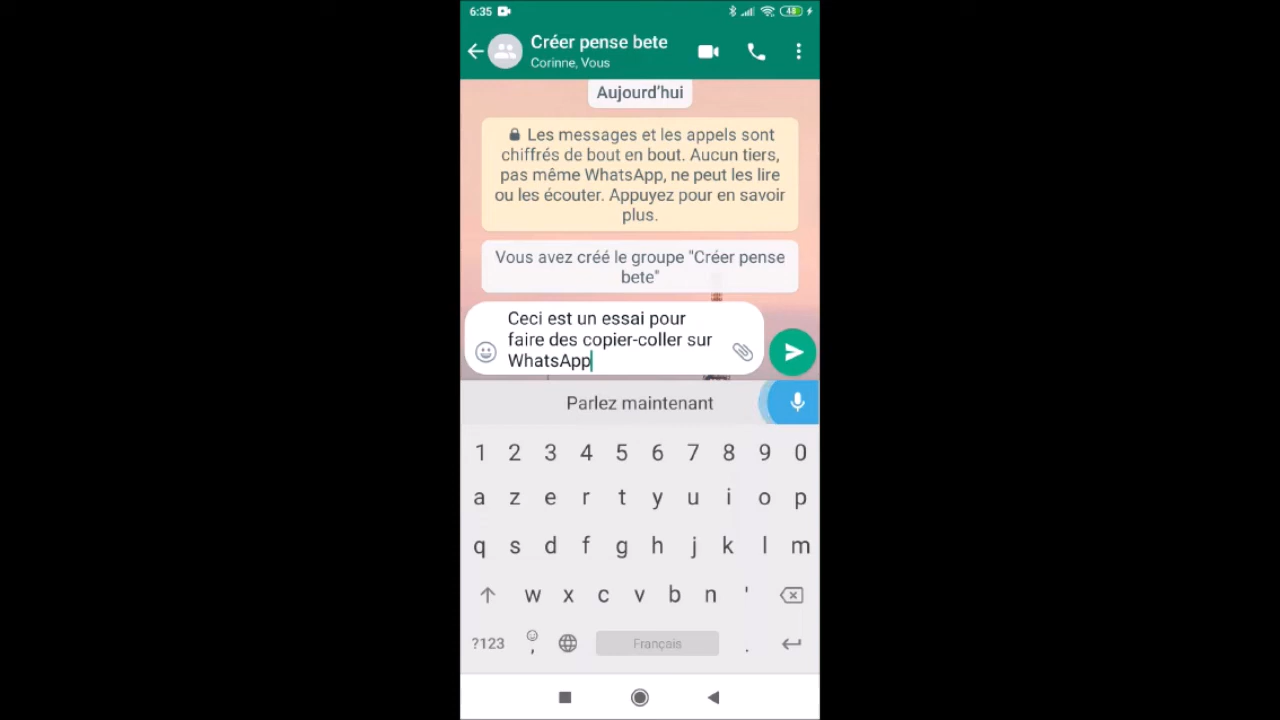 6:35
48
Créer pense bete
Corinne, Vous
Aujourd'hui
Les messages et les appels sont
chiffrés de bout en bout. Aucun tiers,
pas même WhatsApp, ne peut les lire
ou les écouter. Appuyez pour en savoir
plus.
Vous avez créé le groupe "Créer pense
bete"
Ceci est un essai pour
faire des copier-coller sur
WhatsApp
Parlez maintenant
1 2 3 4 5 6 7 8 9 0
a z e r t y u i o p
q s d f g h j k l m
w x c v b n '
?123 , Français .